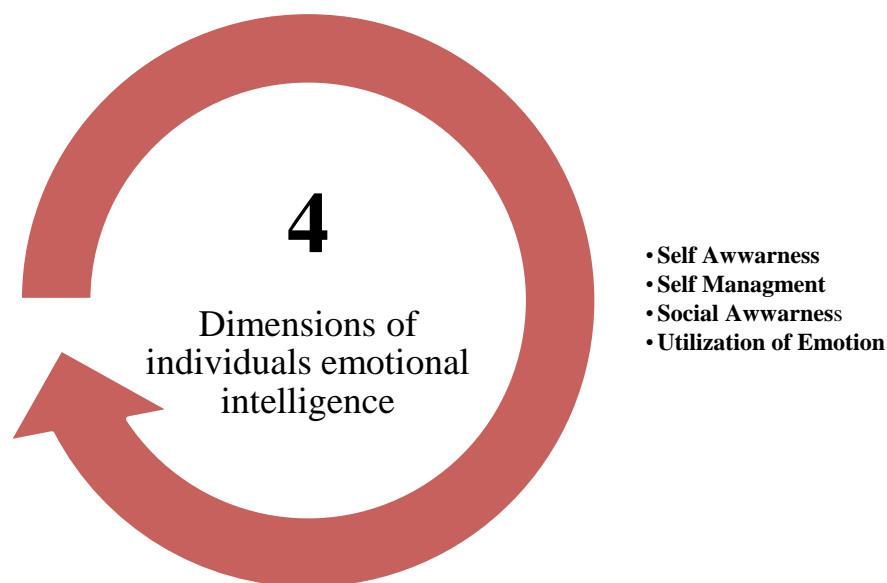 4
Dimensions of
individuals emotional
intelligence
• Self Awwarness
• Self Managment
• Social Awwarness
• Utilization of Emotion